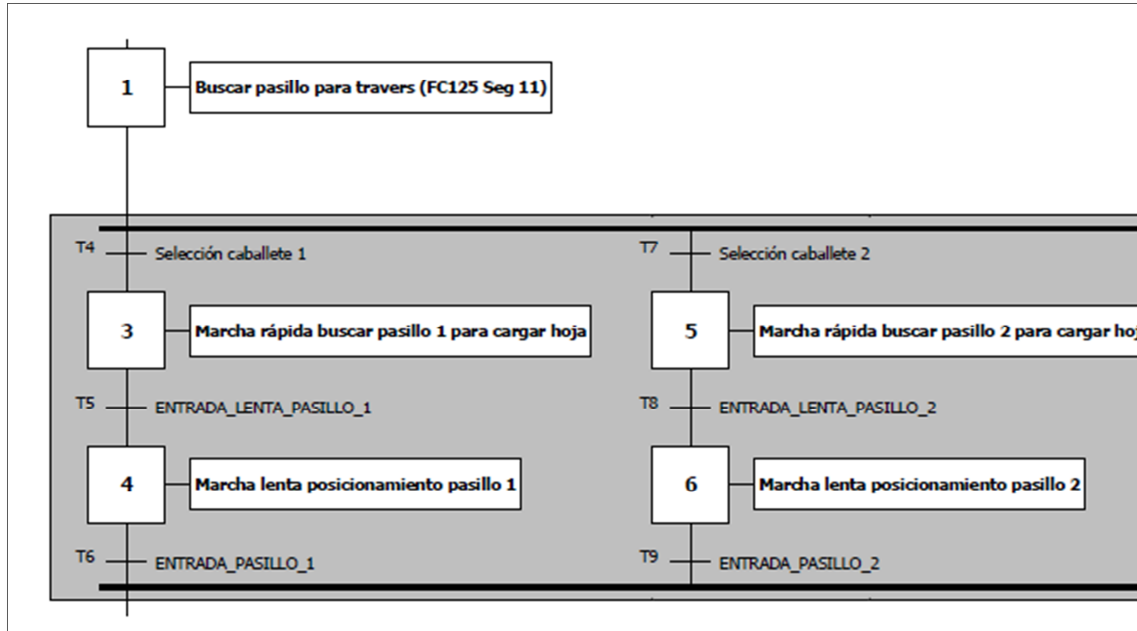 1
Buscar pasillo para travers (FC125 Seg 11)
T4 Selección caballete 1
T7 Selección caballete 2
3
Marcha rápida buscar pasillo 1 para cargar hoja
5
Marcha rápida buscar pasillo 2 para cargar hoj
T5 ENTRADA_LENTA_PASILLO_1
T8 ENTRADA_LENTA_PASILLO_2
4
Marcha lenta posicionamiento pasillo 1
6
Marcha lenta posicionamiento pasillo 2
T6 ENTRADA_PASILLO_1
T9 ENTRADA_PASILLO_2